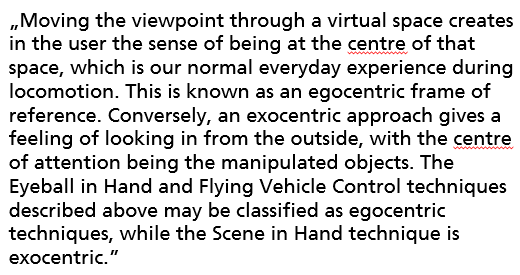 „Moving the viewpoint through a virtual space creates
in the user the sense of being at the centre of that
space, which is our normal everyday experience during
locomotion. This is known as an egocentric frame of
reference. Conversely, an exocentric approach gives a
feeling of looking in from the outside, with the centre
of attention being the manipulated objects. The
Eyeball in Hand and Flying Vehicle Control techniques
described above may be classified as egocentric
techniques, while the Scene in Hand technique is
exocentric.”